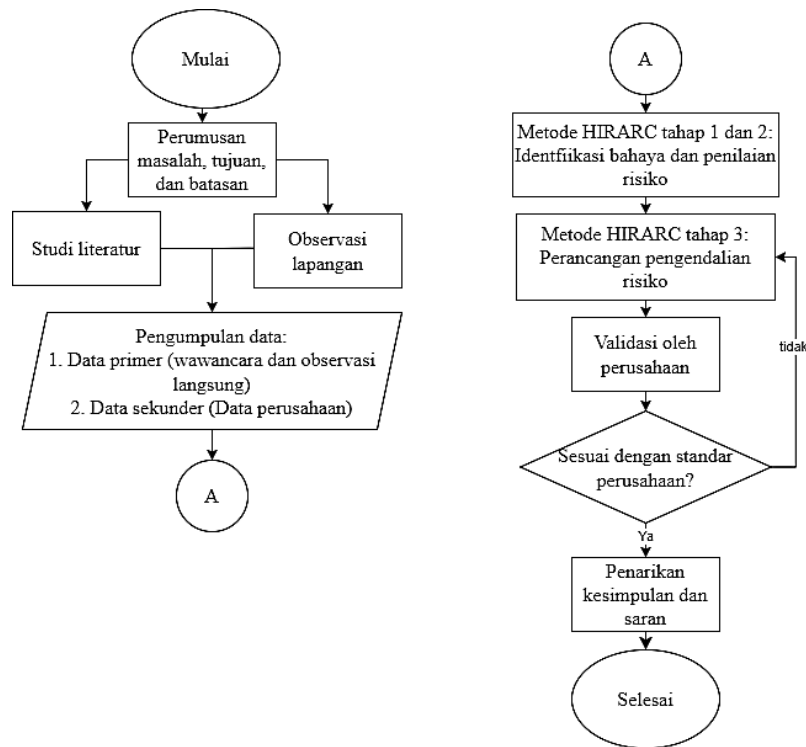 Mulai
Perumusan
masalah, tujuan,
dan batasan
Studi literatur
Observasi
lapangan
Pengumpulan data:
1. Data primer (wawancara dan observasi
langsung)
2. Data sekunder (Data perusahaan)
A
A
Metode HIRARC tahap 1 dan 2:
Identfiikasi bahaya dan penilaian
risiko
Metode HIRARC tahap 3:
Perancangan pengendalian
risiko
Validasi oleh
perusahaan
tidak
Sesuai dengan standar
perusahaan?
Ya
Penarikan
kesimpulan dan
saran
Selesai